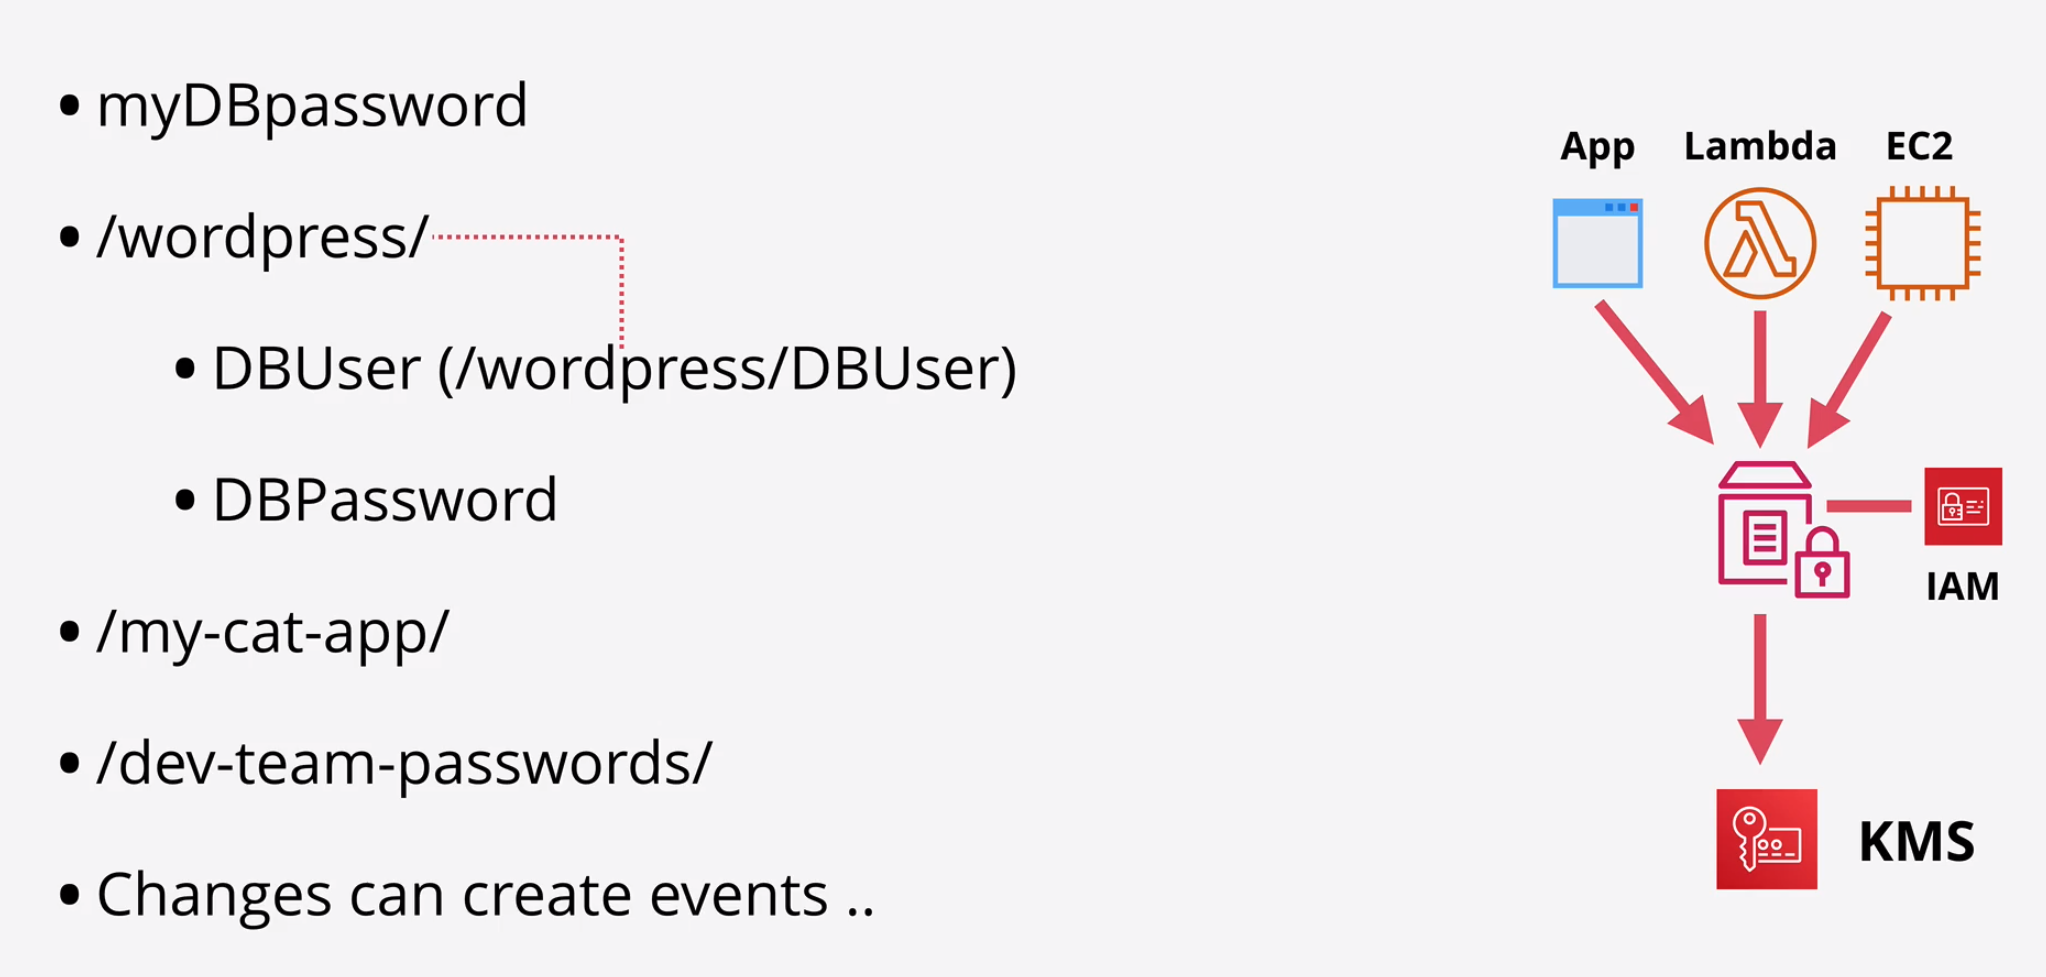 • myDBpassword
• /wordpress/
• DBUser (/wordpress/DBUser)
• DBPassword
• /my-cat-app/
• /dev-team-passwords/
• Changes can create events ..
App Lambda EC2
IAM
KMS